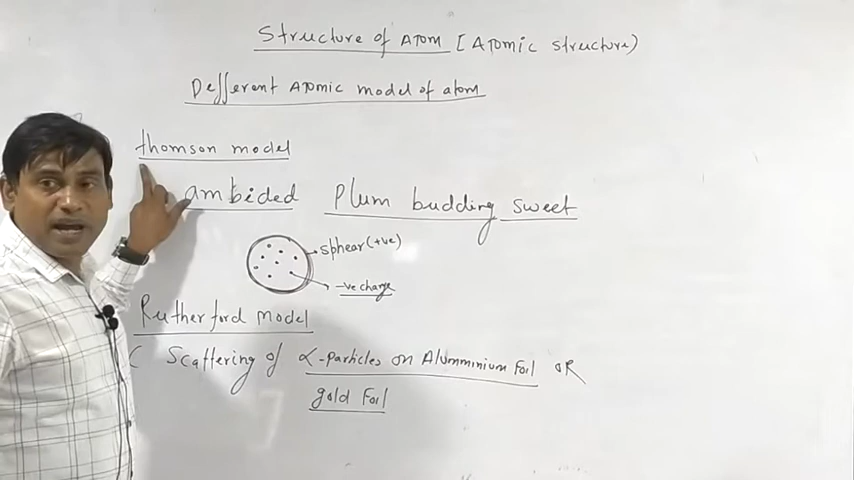 Structure of Atom [Atomic structure)
Defferent Atomic model of atom
thomson model
ambided Plum budding sweet
sphear (+ve)
-ve charge
Rutherford Model
( Scattering of α-particles on Alumminium Foil OR
gold Foil